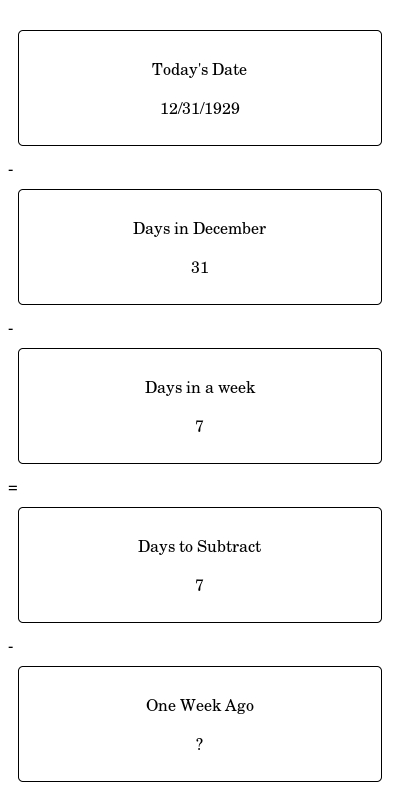 Today's Date
12/31/1929
-
Days in December
31
-
Days in a week
7
=
Days to Subtract
7
-
One Week Ago
?